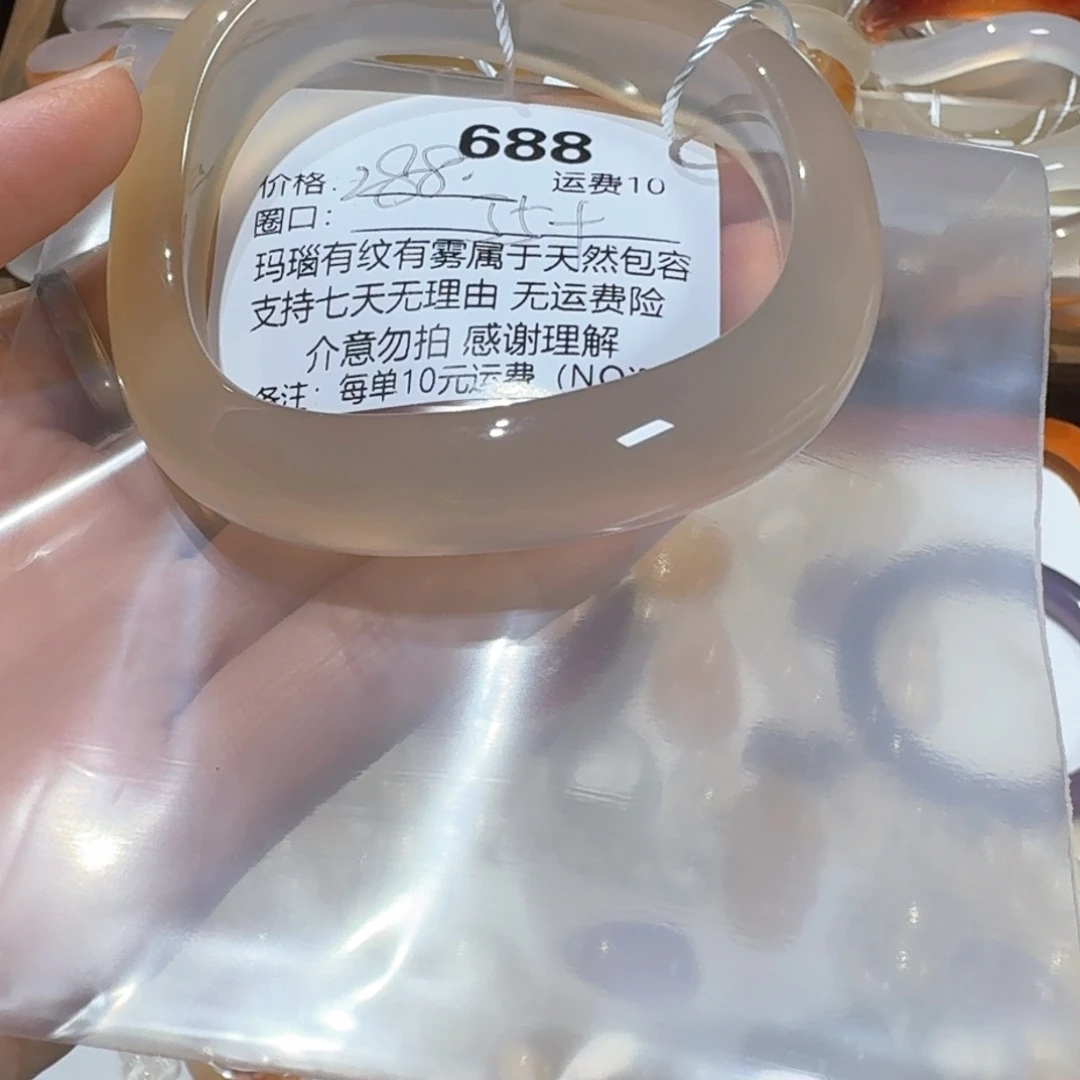 688
价格: 288. 运费10
圈口: 55+
玛瑙有纹有雾属于天然包容
支持七天无理由 无运费险
介意勿拍 感谢理解
备注: 每单10元运费（NO